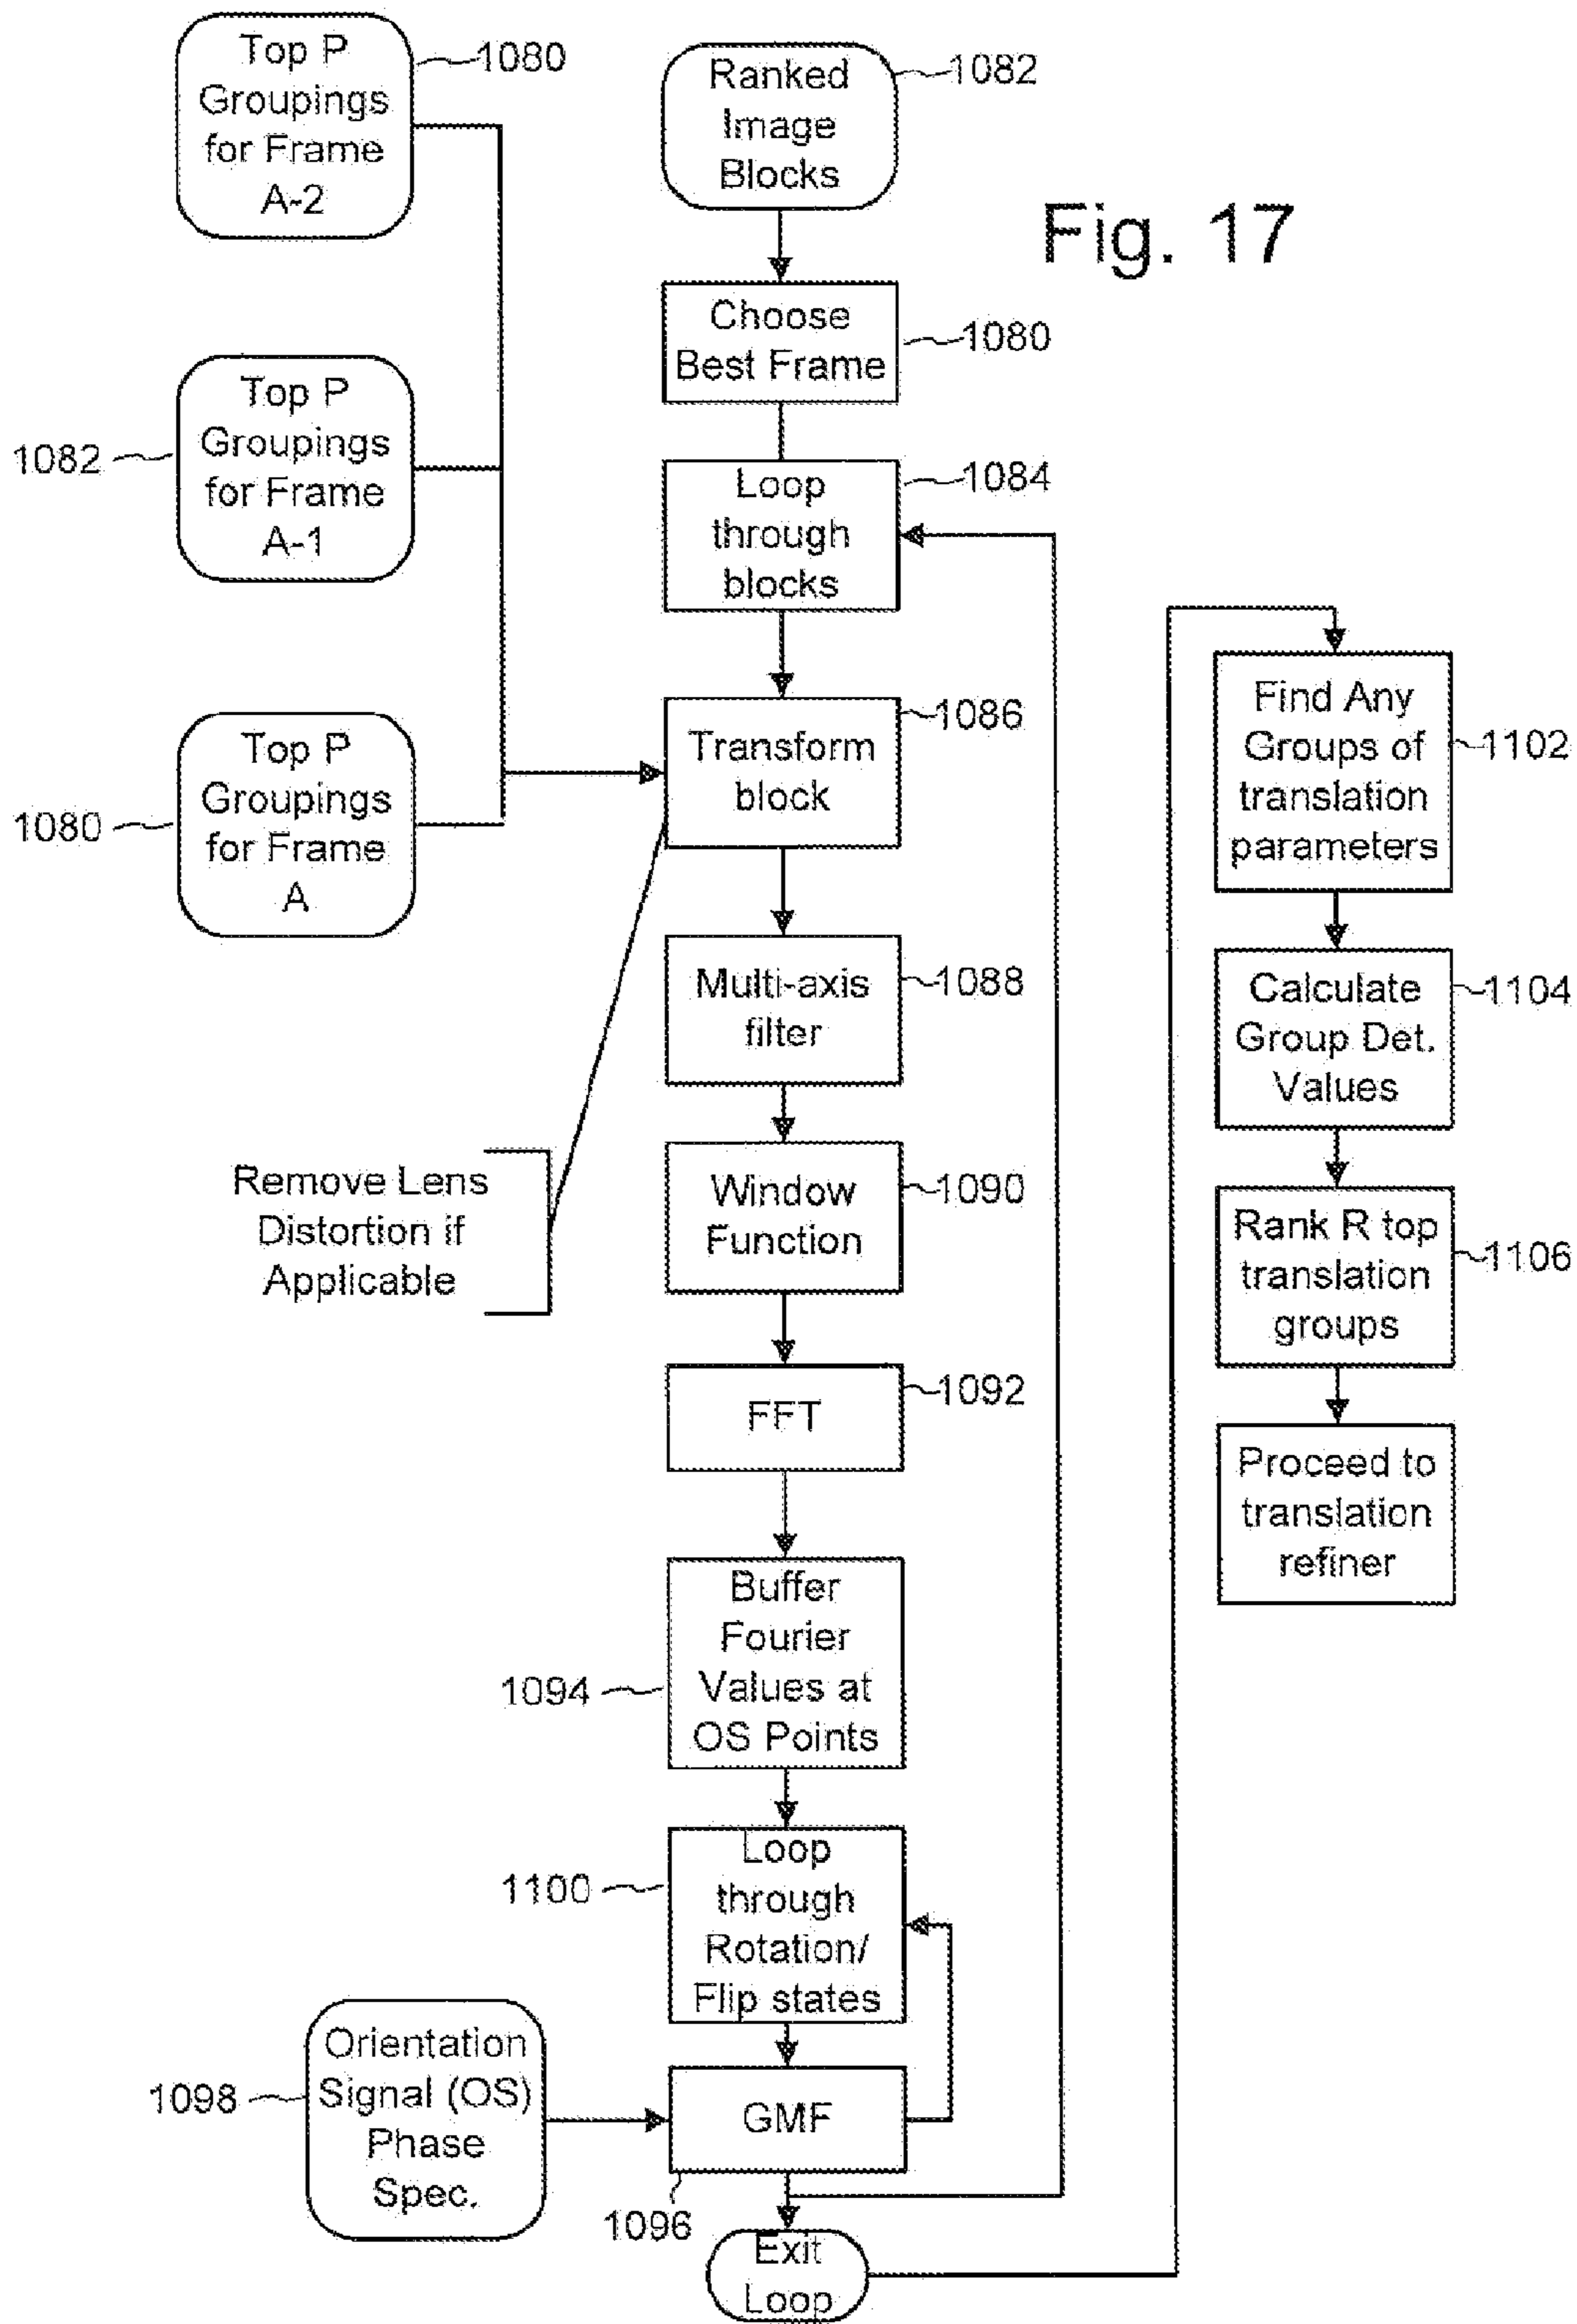 Top P
Groupings
for Frame
A-2
1080
Ranked
Image
Blocks
1082
Fig. 17
Choose
Best Frame
1080
Top P
Groupings
for Frame
A-1
1082
Loop
through
blocks
1084
Top P
Groupings
for Frame
A
1080
Transform
block
1086
Multi-axis
filter
1088
Remove Lens
Distortion if
Applicable
Window
Function
1090
FFT
1092
Buffer
Fourier
Values at
OS Points
1094
Loop
through
Rotation/
Flip states
1100
Orientation
Signal (OS)
Phase
Spec.
1098
GMF
1096
Exit
Loop
Find Any
Groups of
translation
parameters
1102
Calculate
Group Det.
Values
1104
Rank R top
translation
groups
1106
Proceed to
translation
refiner